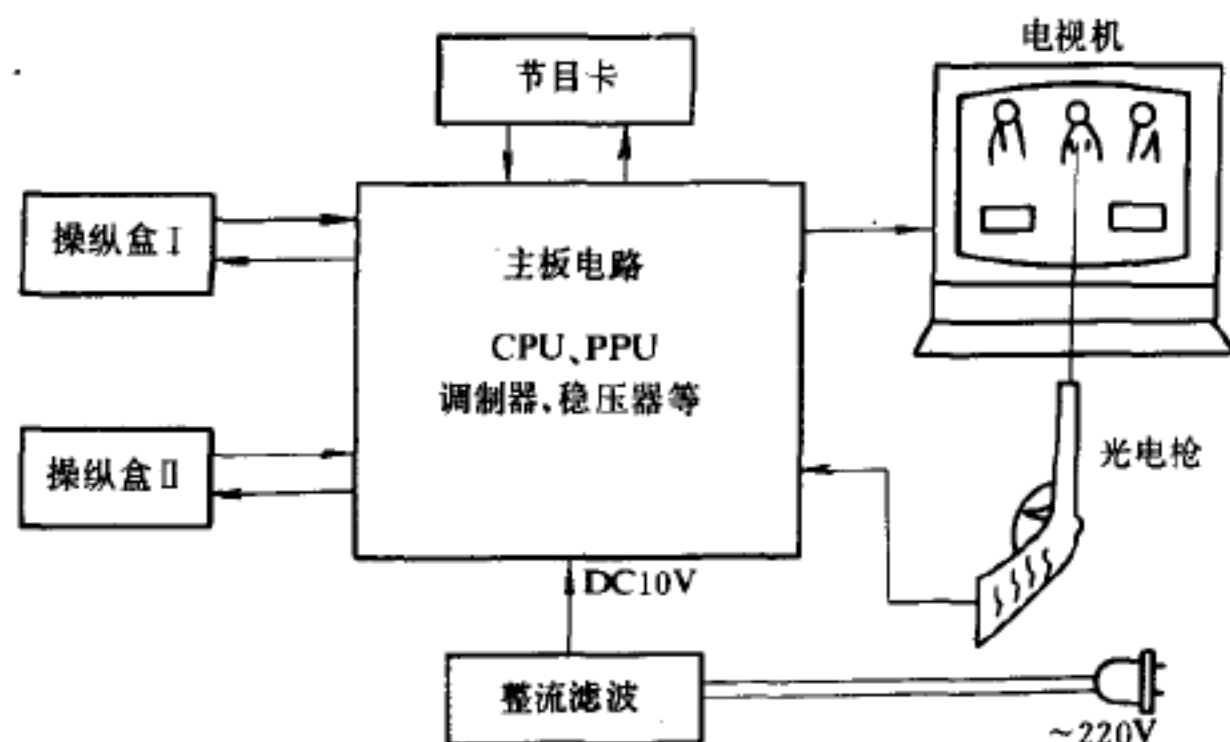 电视机
节目卡
操纵盒Ⅰ
主板电路
CPU、PPU
调制器、稳压器等
操纵盒Ⅱ
光电枪
DC10V
整流滤波
~220V